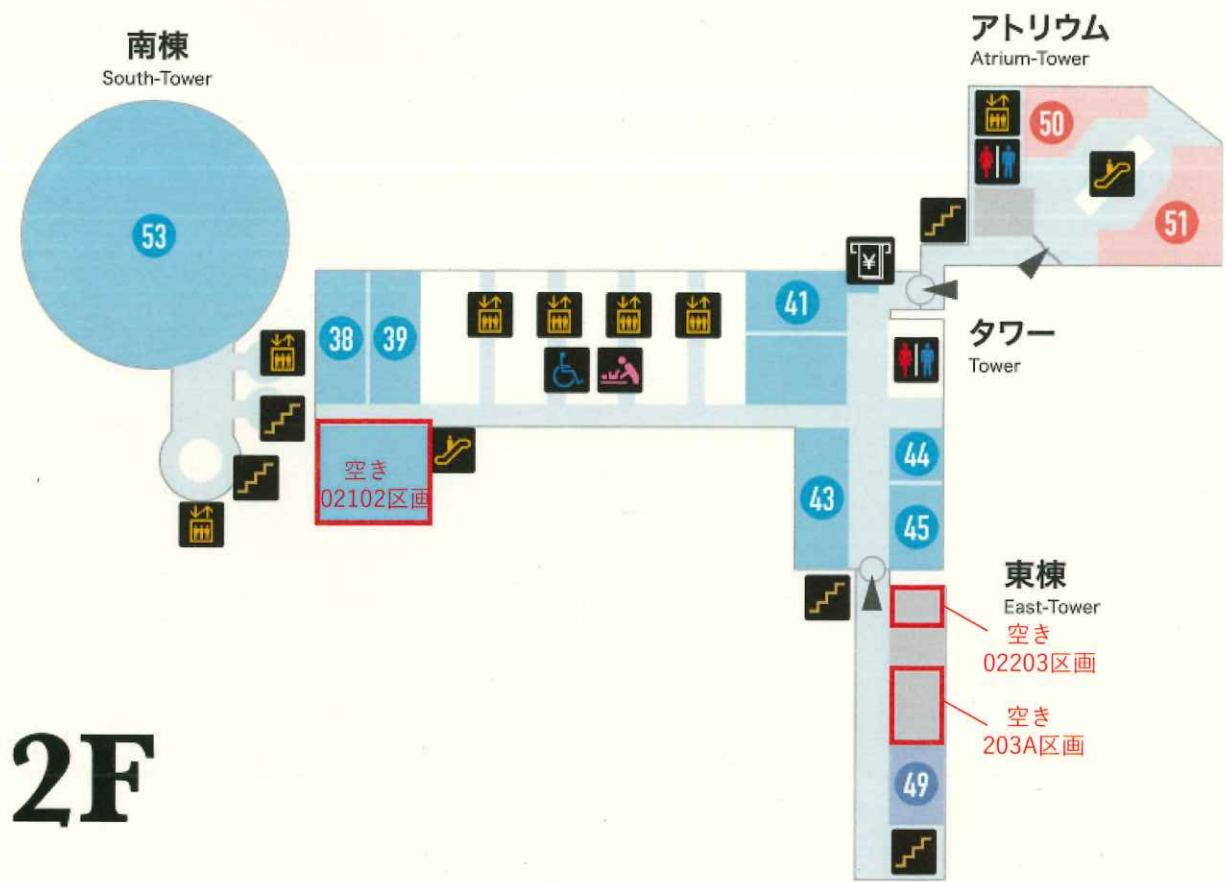 南棟
South-Tower
アトリウム
Atrium-Tower
50
51
53
¥
38
39
41
タワー
Tower
空き
02102区画
43
44
45
東棟
East-Tower
空き
02203区画
空き
203A区画
49
2F